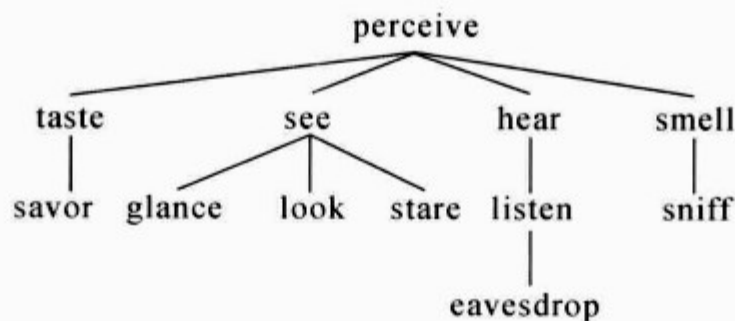 perceive
taste see hear smell
savor glance look stare listen sniff
eavesdrop